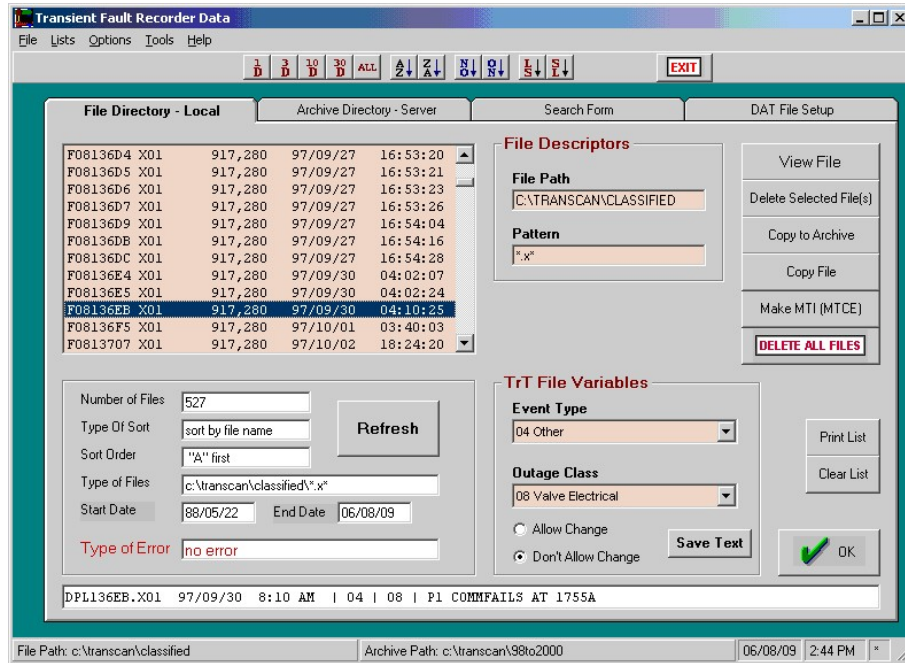 Transient Fault Recorder Data
File Lists Options Tools Help
1 D 3 D 10 D 30 D ALL A Z Z A N O O N L S S L EXIT
File Directory - Local Archive Directory - Server Search Form DAT File Setup
F08136D4 X01 917,280 97/09/27 16:53:20
F08136D5 X01 917,280 97/09/27 16:53:21
F08136D6 X01 917,280 97/09/27 16:53:23
F08136D7 X01 917,280 97/09/27 16:53:26
F08136D9 X01 917,280 97/09/27 16:54:04
F08136DB X01 917,280 97/09/27 16:54:16
F08136DC X01 917,280 97/09/27 16:54:28
F08136E4 X01 917,280 97/09/30 04:02:07
F08136E5 X01 917,280 97/09/30 04:02:24
F08136EB X01 917,280 97/09/30 04:10:25
F08136F5 X01 917,280 97/10/01 03:40:03
F0813707 X01 917,280 97/10/02 18:24:20
File Descriptors
File Path
C:\TRANSCAN\CLASSIFIED
Pattern
*.x*
View File
Delete Selected File(s)
Copy to Archive
Copy File
Make MTI (MTCE)
DELETE ALL FILES
Number of Files 527
Type Of Sort sort by file name
Sort Order "A" first
Refresh
Type of Files c:\transcan\classified\*.x*
Start Date 88/05/22 End Date 06/08/09
Type of Error no error
TrT File Variables
Event Type
04 Other
Outage Class
08 Valve Electrical
Allow Change
Don't Allow Change
Save Text
Print List
Clear List
OK
DPL136EB.X01 97/09/30 8:10 AM | 04 | 08 | P1 COMMFAILS AT 1755A
File Path: c:\transcan\classified Archive Path: c:\transcan\98to2000 06/08/09 2:44 PM *